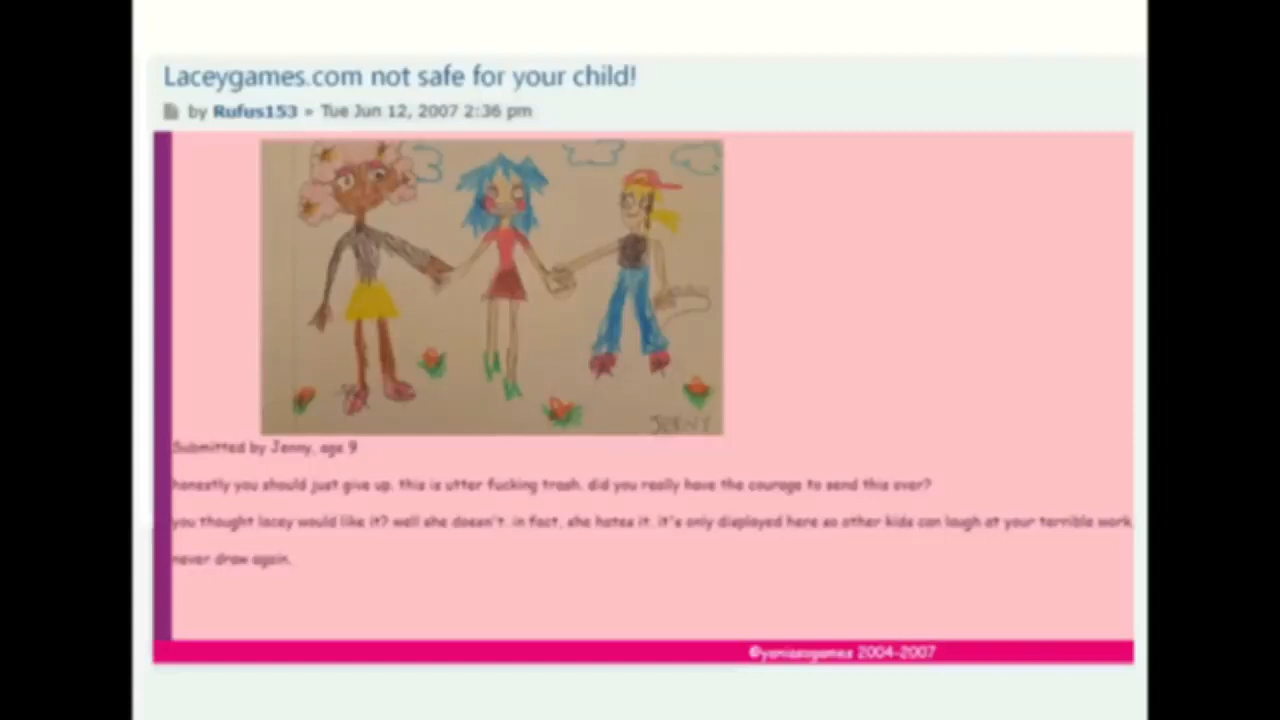 Laceygames.com not safe for your child!
by Rufus153 » Tue Jun 12, 2007 2:36 pm
JENNY
Submitted by Jenny, age 9
honestly you should just give up. this is utter fucking trash. did you really have the courage to send this over?
you thought lacey would like it? well she doesn't. in fact, she hates it. it's only displayed here so other kids can laugh at your terrible work.
never draw again.
2004-2007